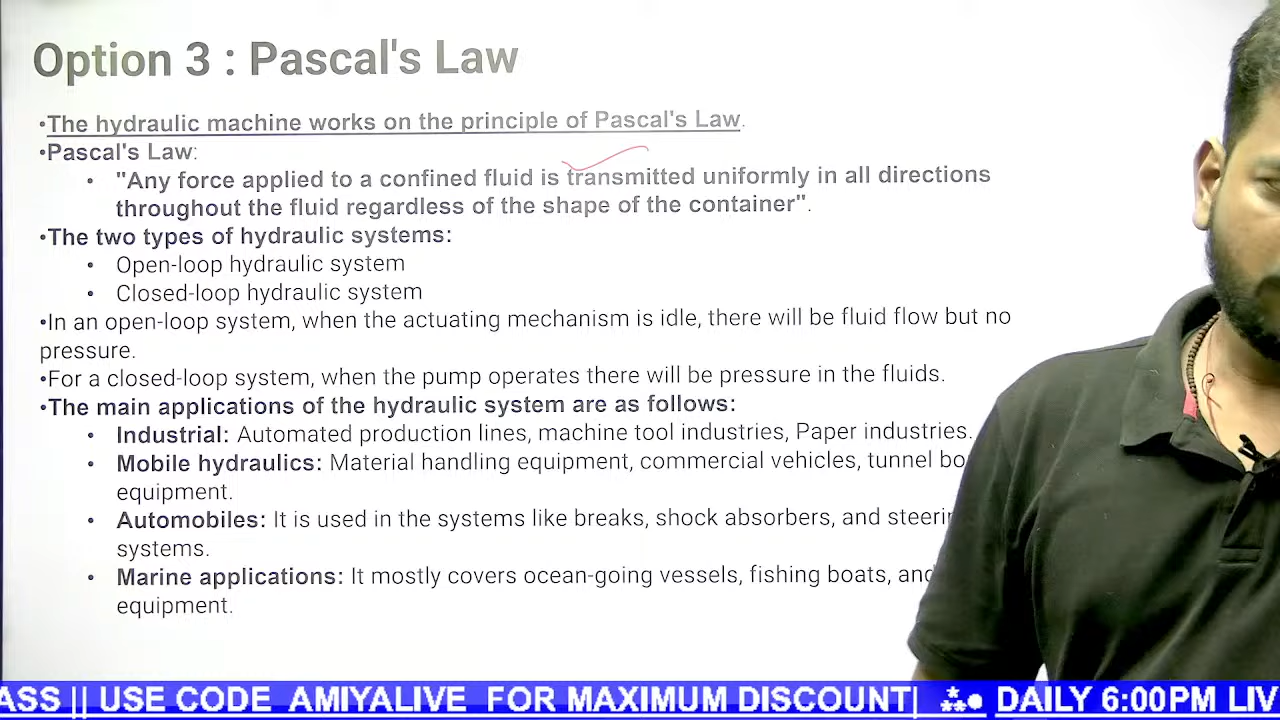 Option 3 : Pascal's Law
•The hydraulic machine works on the principle of Pascal's Law.
•Pascal's Law:
• "Any force applied to a confined fluid is transmitted uniformly in all directions
throughout the fluid regardless of the shape of the container".
•The two types of hydraulic systems:
• Open-loop hydraulic system
• Closed-loop hydraulic system
•In an open-loop system, when the actuating mechanism is idle, there will be fluid flow but no
pressure.
•For a closed-loop system, when the pump operates there will be pressure in the fluids.
•The main applications of the hydraulic system are as follows:
• Industrial: Automated production lines, machine tool industries, Paper industries.
• Mobile hydraulics: Material handling equipment, commercial vehicles, tunnel
equipment.
• Automobiles: It is used in the systems like breaks, shock absorbers, and
systems.
• Marine applications: It mostly covers ocean-going vessels, fishing boats, and
equipment.
ASS || USE CODE AMIYALIVE FOR MAXIMUM DISCOUNT| DAILY 6:00PM LIV